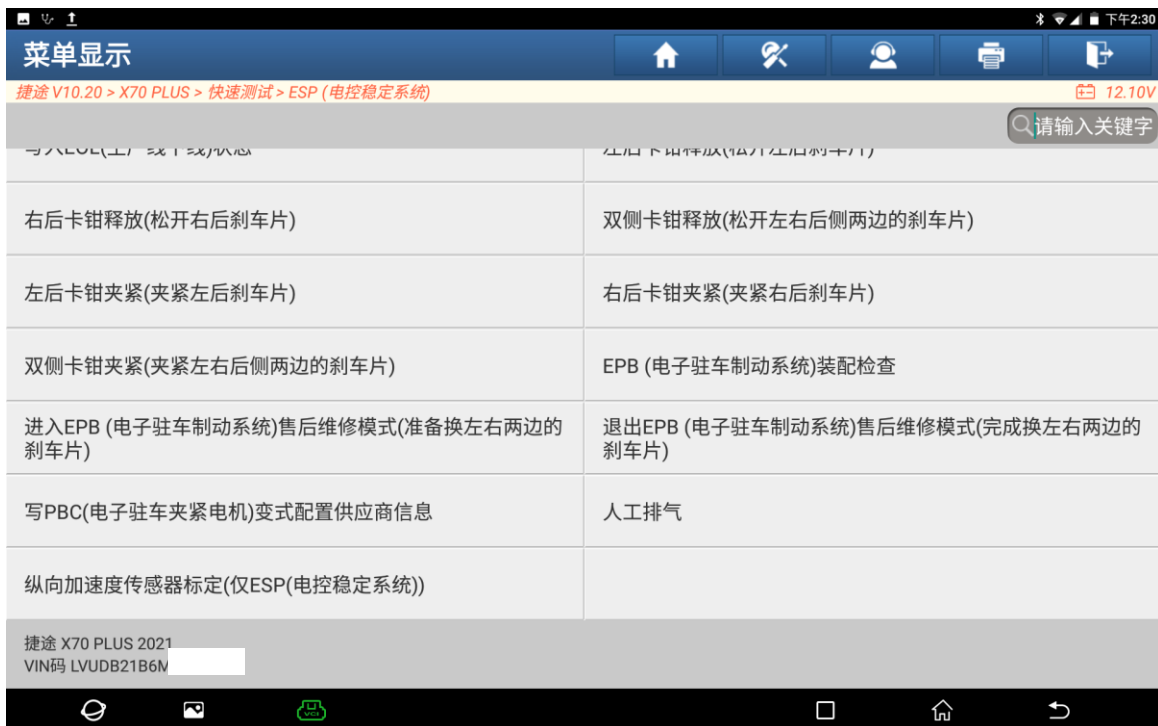 下午2:30
菜单显示
捷途 V10.20 > X70 PLUS > 快速测试 > ESP (电控稳定系统)
12.10V
请输入关键字
右后卡钳释放(松开右后刹车片)
双侧卡钳释放(松开左右后侧两边的刹车片)
左后卡钳夹紧(夹紧左后刹车片)
右后卡钳夹紧(夹紧右后刹车片)
双侧卡钳夹紧(夹紧左右后侧两边的刹车片)
EPB (电子驻车制动系统)装配检查
进入EPB (电子驻车制动系统)售后维修模式(准备换左右两边的
刹车片)
退出EPB (电子驻车制动系统)售后维修模式(完成换左右两边的
刹车片)
写PBC(电子驻车夹紧电机)变式配置供应商信息
人工排气
纵向加速度传感器标定(仅ESP(电控稳定系统))
捷途 X70 PLUS 2021
VIN码 LVUDB21B6M
VCI